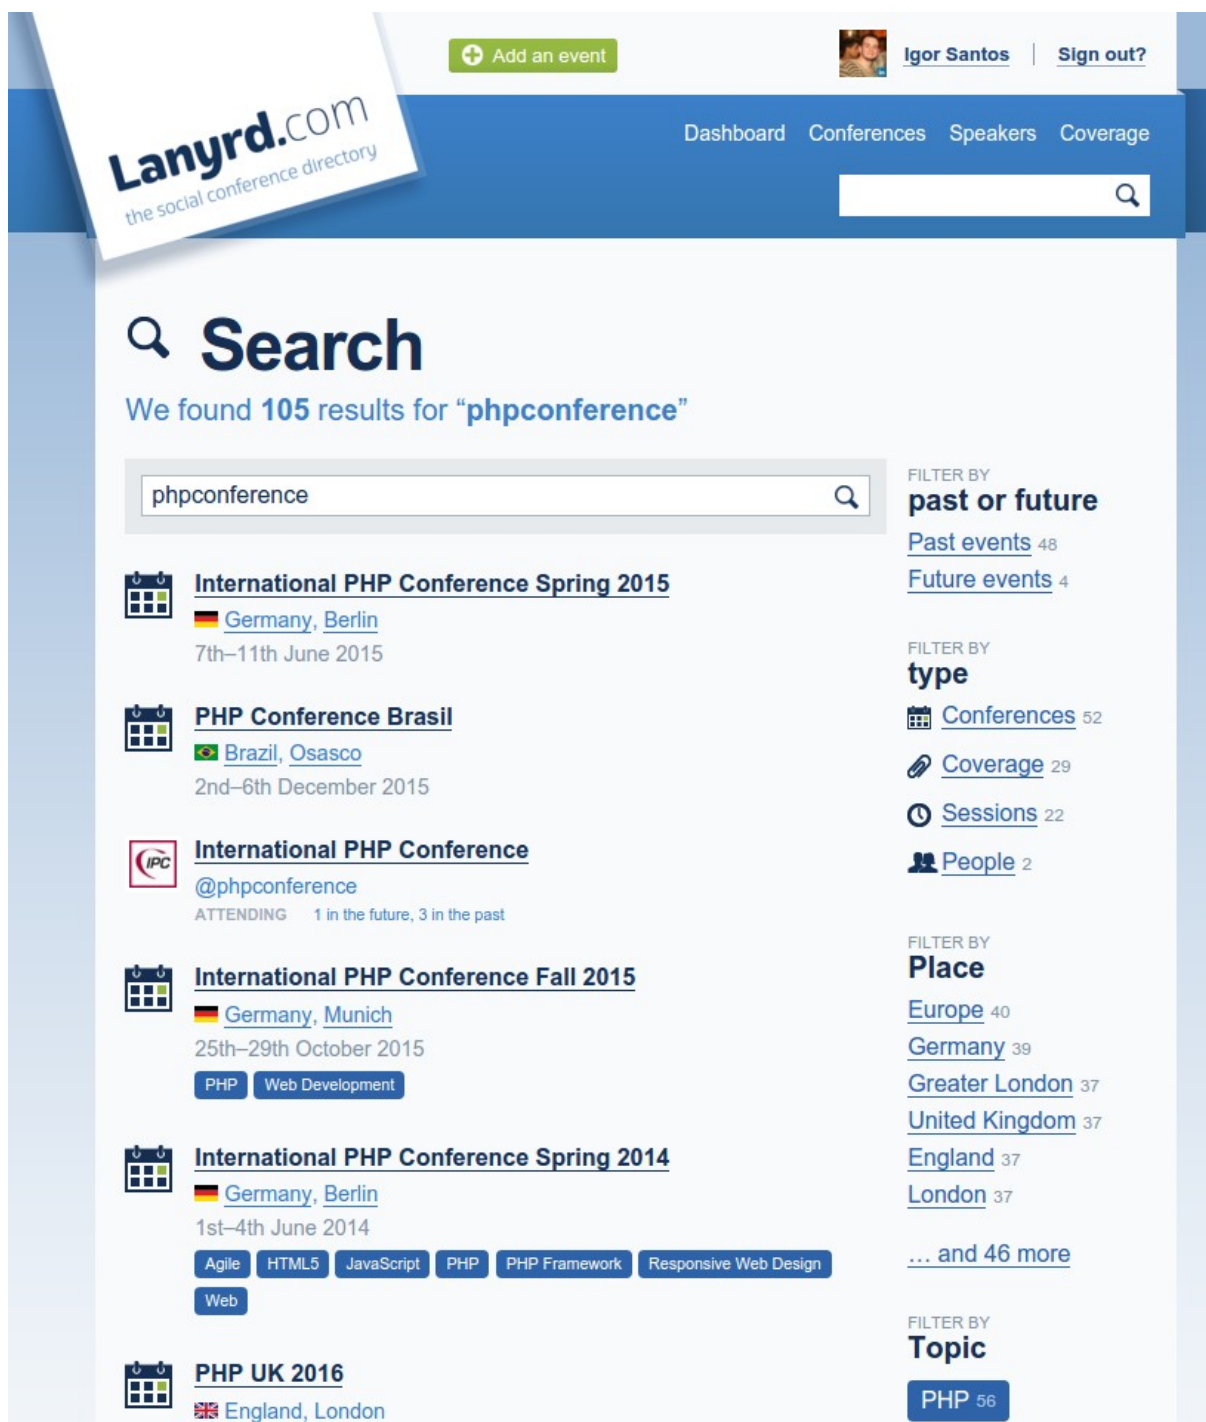 Add an event
Igor Santos
Sign out?
Lanyrd.com
the social conference directory
Dashboard Conferences Speakers Coverage
Search
We found 105 results for “phpconference”
phpconference
International PHP Conference Spring 2015
Germany, Berlin
7th–11th June 2015
PHP Conference Brasil
Brazil, Osasco
2nd–6th December 2015
IPC
International PHP Conference
@phpconference
ATTENDING 1 in the future, 3 in the past
International PHP Conference Fall 2015
Germany, Munich
25th–29th October 2015
PHP Web Development
International PHP Conference Spring 2014
Germany, Berlin
1st–4th June 2014
Agile HTML5 JavaScript PHP PHP Framework Responsive Web Design
Web
PHP UK 2016
England, London
FILTER BY
past or future
Past events 48
Future events 4
FILTER BY
type
Conferences 52
Coverage 29
Sessions 22
People 2
FILTER BY
Place
Europe 40
Germany 39
Greater London 37
United Kingdom 37
England 37
London 37
… and 46 more
FILTER BY
Topic
PHP 56